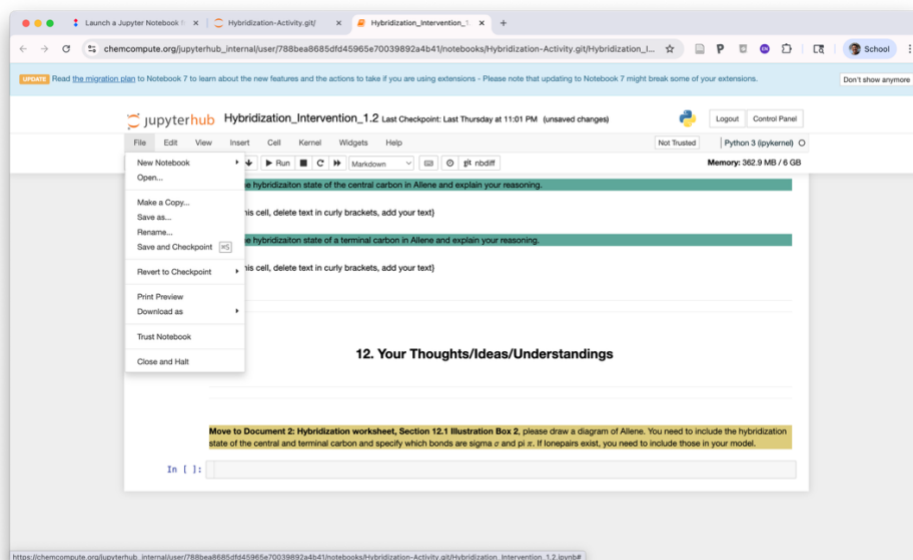 Launch a Jupyter Notebook
Hybridization-Activity.git/
Hybridization_Intervention_1
chemcompute.org/jupyterhub_internal/user/788bea8685dfd45965e70039892a4b41/notebooks/Hybridization-Activity.git/Hybridization_I...
School
UPDATE Read the migration plan to Notebook 7 to learn about the new features and the actions to take if you are using extensions - Please note that updating to Notebook 7 might break some of your extensions.
Don't show anymore
jupyterhub Hybridization_Intervention_1.2 Last Checkpoint: Last Thursday at 11:01 PM (unsaved changes)
Logout Control Panel
File Edit View Insert Cell Kernel Widgets Help
Not Trusted Python 3 (ipykernel)
Run Markdown nbdiff
Memory: 362.9 MB / 6 GB
New Notebook
Open...
Make a Copy...
Save as...
Rename...
Save and Checkpoint ⌘S
Revert to Checkpoint
Print Preview
Download as
Trust Notebook
Close and Halt
e hybridizaiton state of the central carbon in Allene and explain your reasoning.
his cell, delete text in curly brackets, add your text}
e hybridizaiton state of a terminal carbon in Allene and explain your reasoning.
his cell, delete text in curly brackets, add your text}
12. Your Thoughts/Ideas/Understandings
Move to Document 2: Hybridization worksheet, Section 12.1 Illustration Box 2, please draw a diagram of Allene. You need to include the hybridization
state of the central and terminal carbon and specify which bonds are sigma σ and pi π. If lonepairs exist, you need to include those in your model.
In [ ]:
https://chemcompute.org/jupyterhub_internal/user/788bea8685dfd45965e70039892a4b41/notebooks/Hybridization-Activity.git/Hybridization_Intervention_1.2.ipynb#